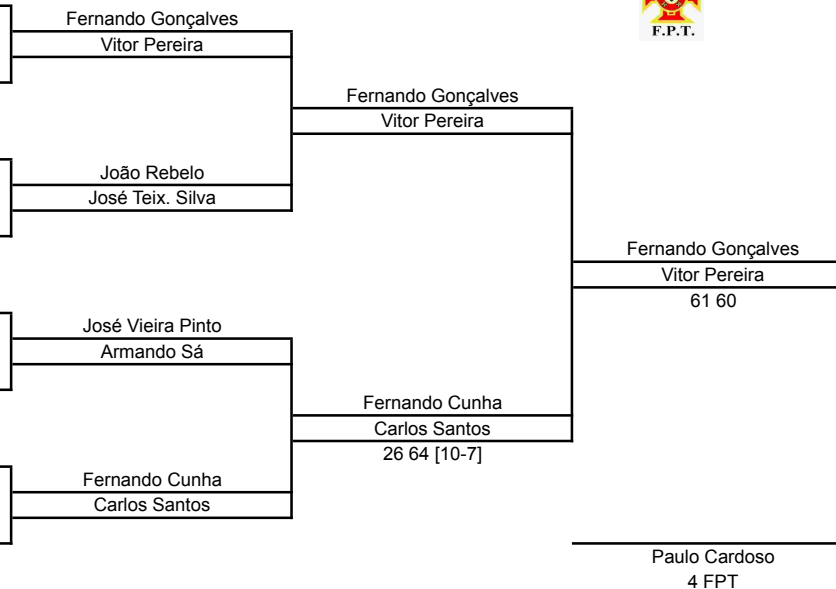 Fernando Gonçalves
Vitor Pereira
F.P.T.
Fernando Gonçalves
Vitor Pereira
João Rebelo
José Teix. Silva
Fernando Gonçalves
Vitor Pereira
61 60
José Vieira Pinto
Armando Sá
Fernando Cunha
Carlos Santos
26 64 [10-7]
Fernando Cunha
Carlos Santos
Paulo Cardoso
4 FPT